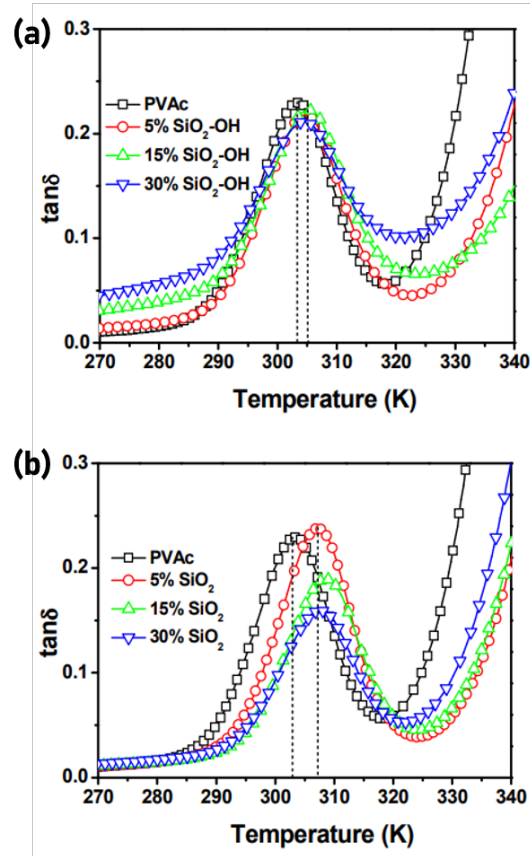 (a)
0.3
0.2
0.1
0.0
tanδ
PVAc
5% SiO₂-OH
15% SiO₂-OH
30% SiO₂-OH
270 280 290 300 310 320 330 340
Temperature (K)
(b)
0.3
0.2
0.1
0.0
tanδ
PVAc
5% SiO₂
15% SiO₂
30% SiO₂
270 280 290 300 310 320 330 340
Temperature (K)